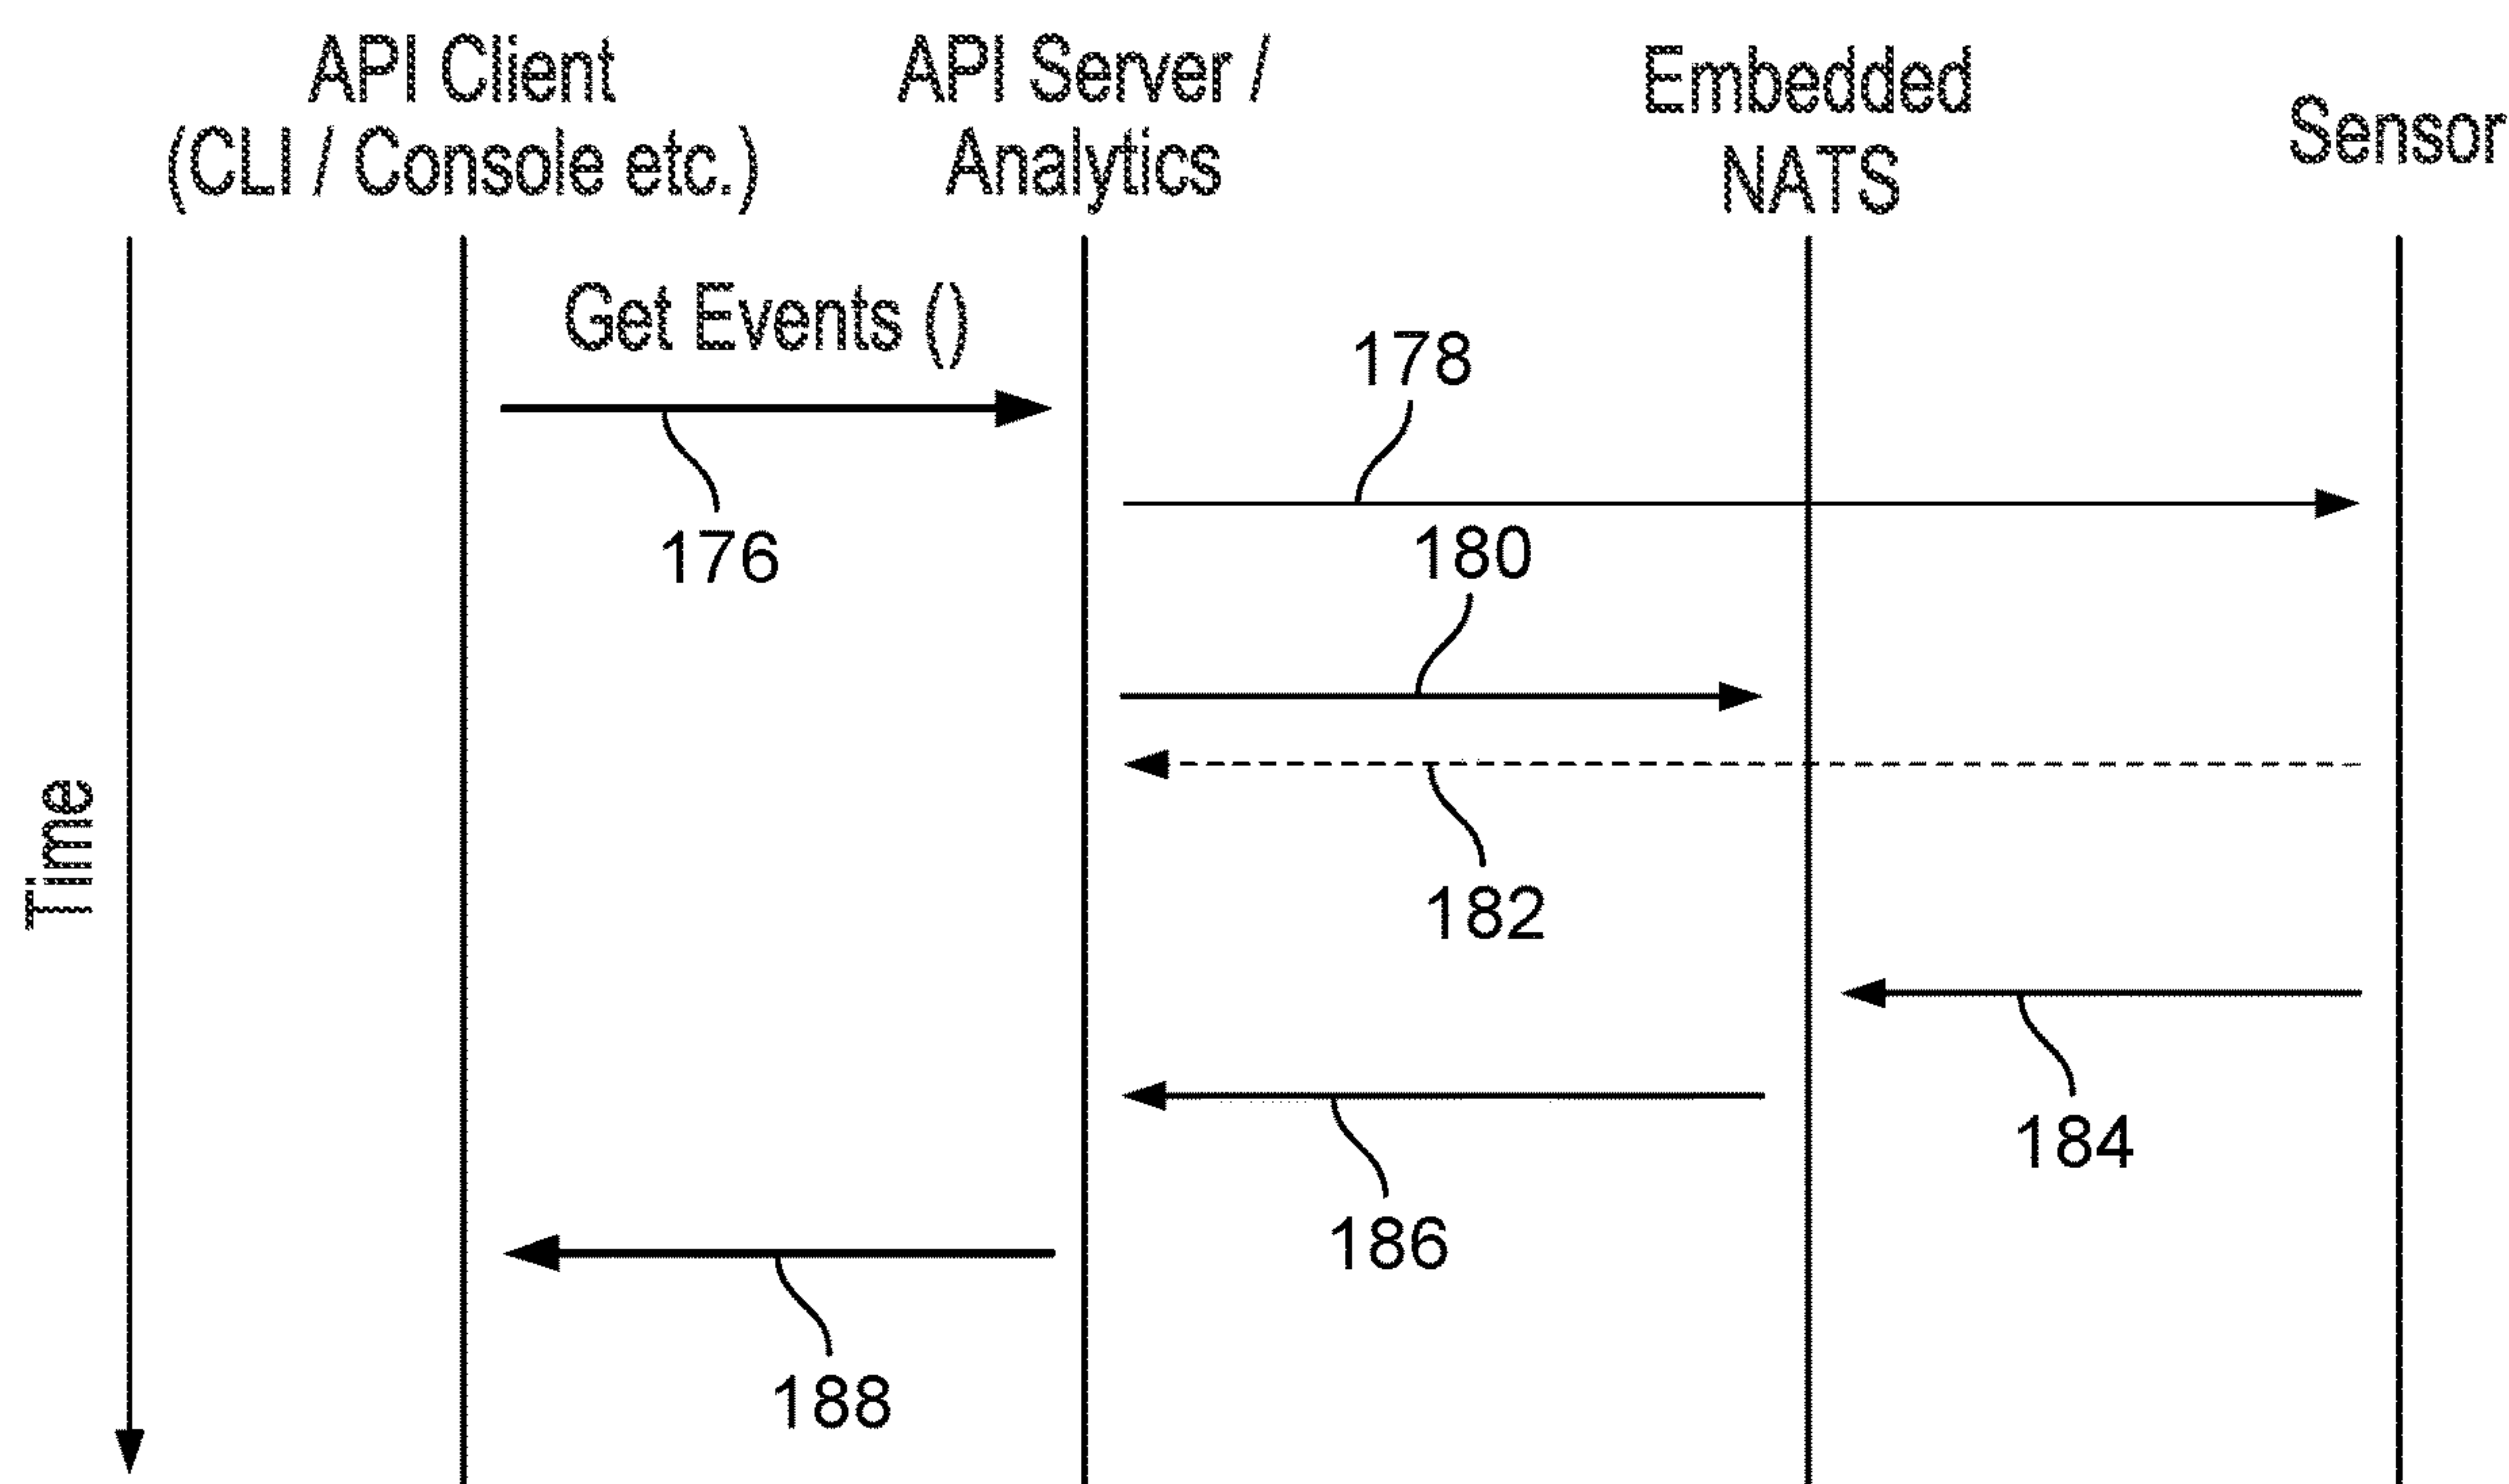 API Client
(CLI / Console etc.)
API Server /
Analytics
Embedded
NATS
Sensor
Get Events ()
178
176
180
Time
182
184
186
188